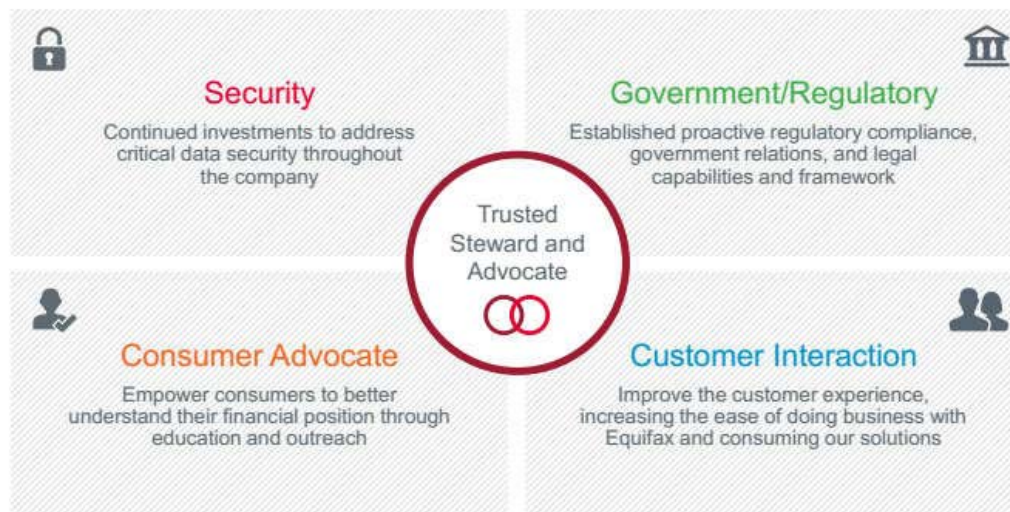 Security
Continued investments to address
critical data security throughout
the company
Government/Regulatory
Established proactive regulatory compliance,
government relations, and legal
capabilities and framework
Trusted
Steward and
Advocate
Consumer Advocate
Empower consumers to better
understand their financial position through
education and outreach
Customer Interaction
Improve the customer experience,
increasing the ease of doing business with
Equifax and consuming our solutions